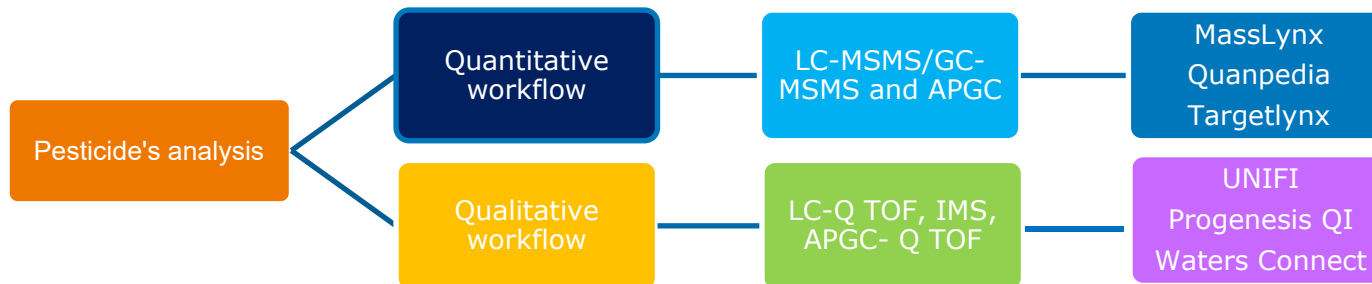 Pesticide's analysis
Quantitative
workflow
LC-MSMS/GC-
MSMS and APGC
MassLynx
Quanpedia
Targetlynx
Qualitative
workflow
LC-Q TOF, IMS,
APGC- Q TOF
UNIFI
Progenesis QI
Waters Connect